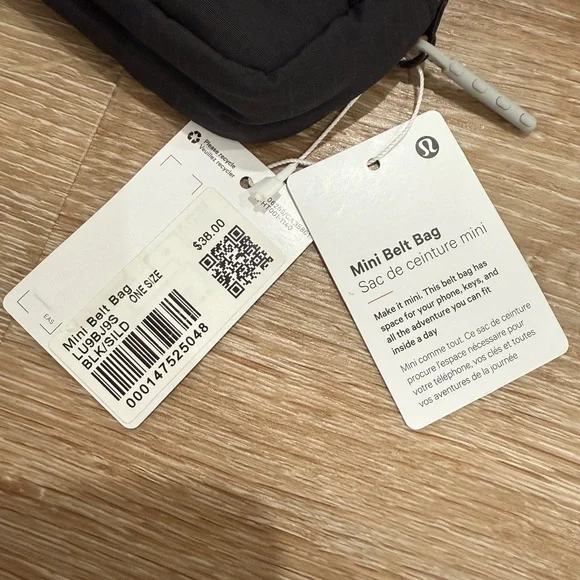 Please recycle
Veuillez recycler
EAS
$38.00
Mini Belt Bag
LU9BJ9S ONE SIZE
BLK/SILD
000147525048
Mini Belt Bag
Sac de ceinture mini
Make it mini. This belt bag has
space for your phone, keys, and
all the adventure you can fit
inside a day
Mini comme tout. Ce sac de ceinture
procure l'espace nécessaire pour
votre téléphone, vos clés et toutes
vos aventures de la journée